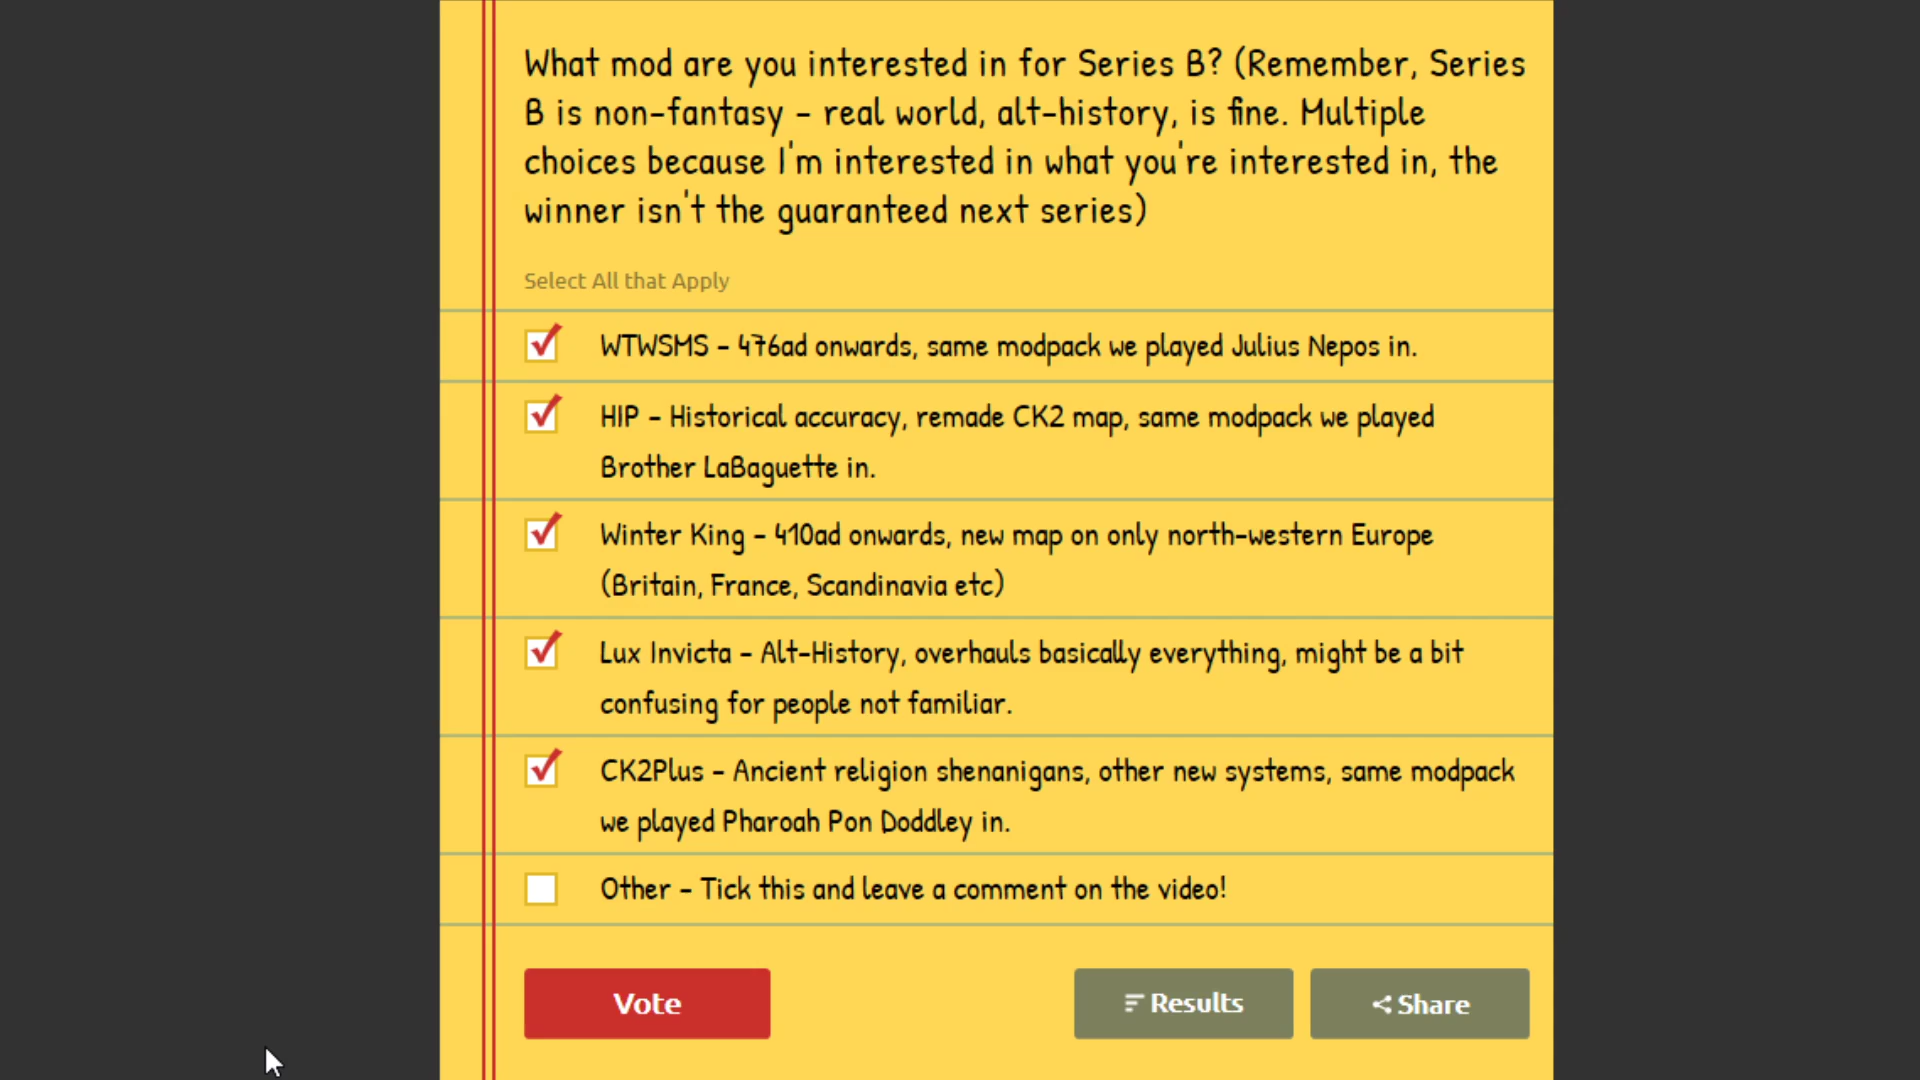 What mod are you interested in for Series B? (Remember, Series
B is non-fantasy - real world, alt-history, is fine. Multiple
choices because I'm interested in what you're interested in, the
winner isn't the guaranteed next series)
Select All that Apply
WTWSMS - 476ad onwards, same modpack we played Julius Nepos in.
HIP - Historical accuracy, remade CK2 map, same modpack we played
Brother LaBaguette in.
Winter King - 410ad onwards, new map on only north-western Europe
(Britain, France, Scandinavia etc)
Lux Invicta - Alt-History, overhauls basically everything, might be a bit
confusing for people not familiar.
CK2Plus - Ancient religion shenanigans, other new systems, same modpack
we played Pharoah Pon Doddley in.
Other - Tick this and leave a comment on the video!
Vote
Results
Share